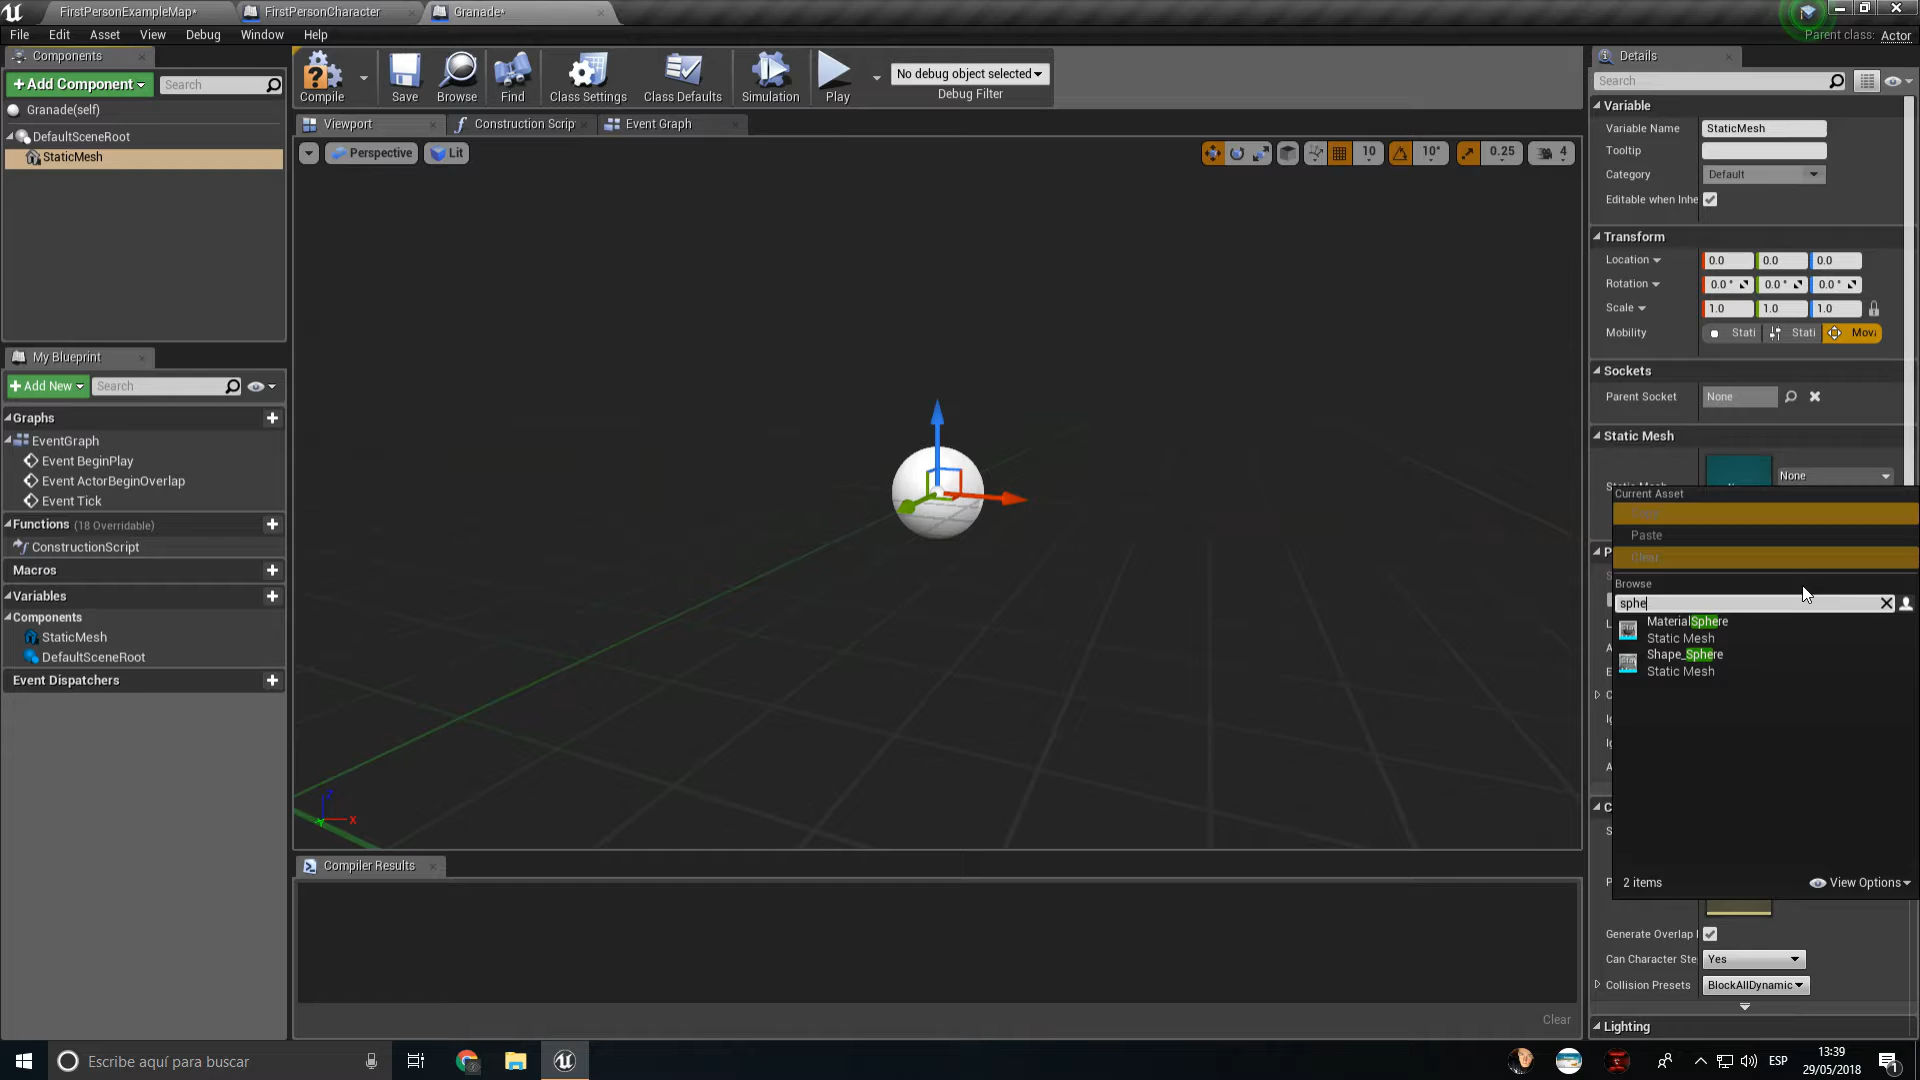 FirstPersonExampleMap*
FirstPersonCharacter
Granade*
File
Edit
Asset
View
Debug
Window
Help
Parent class:
Actor
Components
+Add Component
Search
Granade(self)
DefaultSceneRoot
StaticMesh
My Blueprint
+Add New
Search
Graphs
EventGraph
Event BeginPlay
Event ActorBeginOverlap
Event Tick
Functions (18 Overridable)
ConstructionScript
Macros
Variables
Components
StaticMesh
DefaultSceneRoot
Event Dispatchers
Compile
Save
Browse
Find
Class Settings
Class Defaults
Simulation
Play
No debug object selected
Debug Filter
Viewport
Construction Scrip
Event Graph
Perspective
Lit
10
10°
0.25
4
Z
X
Y
Compiler Results
Clear
Details
Search
Variable
Variable Name
StaticMesh
Tooltip
Category
Default
Editable when Inhe
Transform
Location
0.0
0.0
0.0
Rotation
0.0 °
0.0 °
0.0 °
Scale
1.0
1.0
1.0
Mobility
Stati
Stati
Mova
Sockets
Parent Socket
None
Static Mesh
None
Current Asset
Paste
Clear
Browse
sphe
MaterialSphere
Static Mesh
Shape_Sphere
Static Mesh
2 items
View Options
Generate Overlap
Can Character Ste
Yes
Collision Presets
BlockAllDynamic
Lighting
Escribe aquí para buscar
ESP
13:39
29/05/2018
1